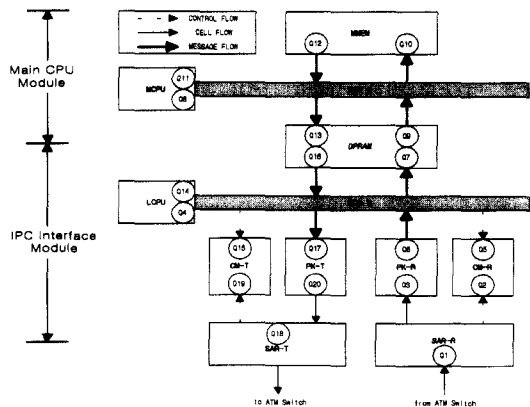 CONTROL FLOW
CELL FLOW
MESSAGE FLOW
MMEM
Q12
Q10
Main CPU
Module
MCPU
Q11
Q8
Q13
Q9
DPRAM
Q16
Q7
LCPU
Q14
Q4
IPC Interface
Module
Q15
CM-T
Q19
Q17
PK-T
Q20
Q6
PK-R
Q3
Q5
CM-R
Q2
Q18
SAR-T
SAR-R
Q1
to ATM Switch
from ATM Switch